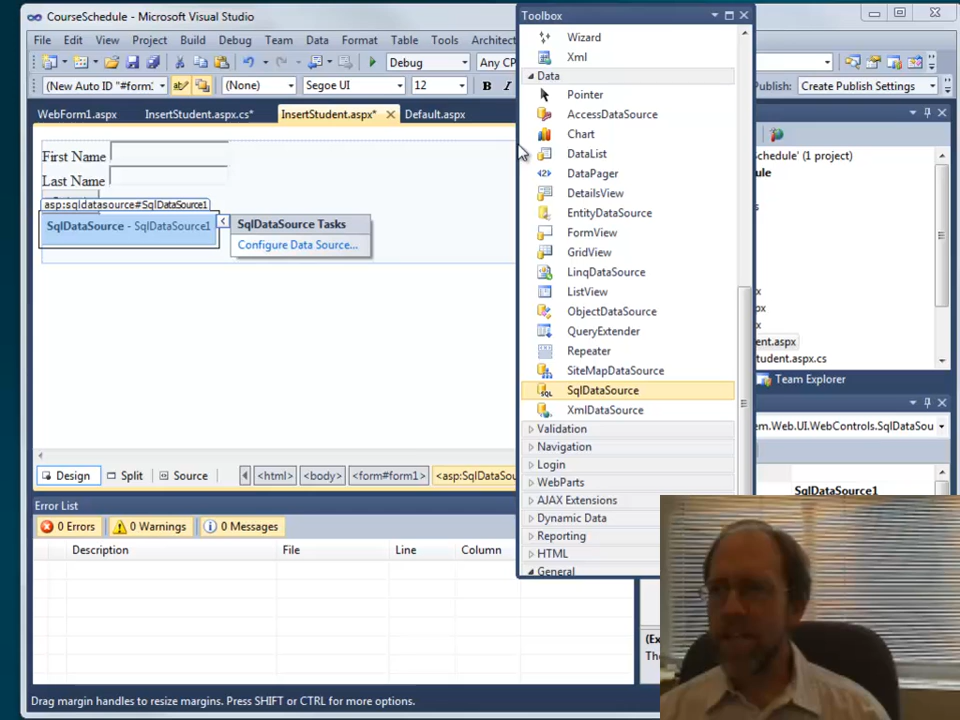 CourseSchedule - Microsoft Visual Studio
File Edit View Project Build Debug Team Data Format Table Tools Architect
Debug Any CP
(New Auto ID "#form: (None) Segoe UI 12 B I
Publish: Create Publish Settings
WebForm1.aspx InsertStudent.aspx.cs* InsertStudent.aspx* Default.aspx
First Name
Last Name
asp:sqldatasource#SqlDataSource1
SqlDataSource - SqlDataSource1
SqlDataSource Tasks
Configure Data Source...
Toolbox
Wizard
Xml
Data
Pointer
AccessDataSource
Chart
DataList
DataPager
DetailsView
EntityDataSource
FormView
GridView
LinqDataSource
ListView
ObjectDataSource
QueryExtender
Repeater
SiteMapDataSource
SqlDataSource
XmlDataSource
Validation
Navigation
Login
WebParts
AJAX Extensions
Dynamic Data
Reporting
HTML
General
chedule' (1 project)
ule
ent.aspx
tudent.aspx.cs
Team Explorer
em.Web.UI.WebControls.SqlDataSou
SqlDataSource1
Design Split Source <html> <body> <form#form1> <asp:SqlDataSou
Error List
0 Errors 0 Warnings 0 Messages
Description File Line Column
(Ex
The
Drag margin handles to resize margins. Press SHIFT or CTRL for more options.